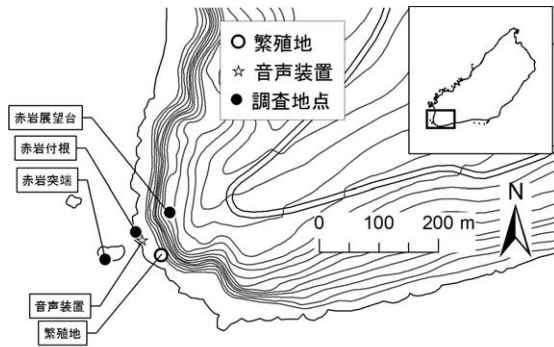 繁殖地
音声装置
調査地点
赤岩展望台
赤岩付根
赤岩突端
N
0 100 200 m
音声装置
繁殖地